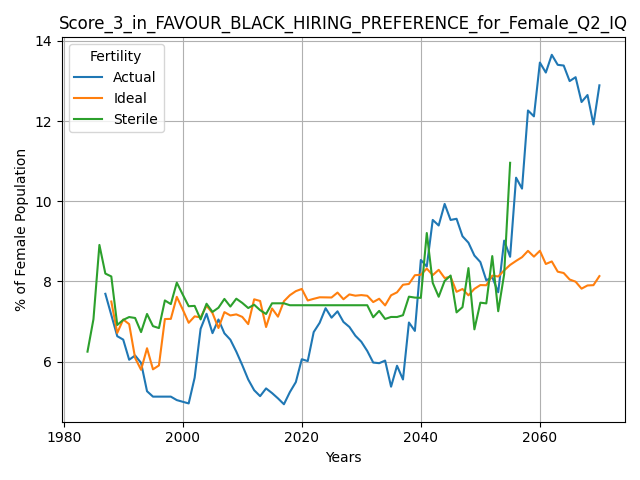 Score_3_in_FAVOUR_BLACK_HIRING_PREFERENCE_for_Female_Q2_IQ
Fertility
Actual
Ideal
Sterile
% of Female Population
14
12
10
8
6
1980
2000
2020
2040
2060
Years